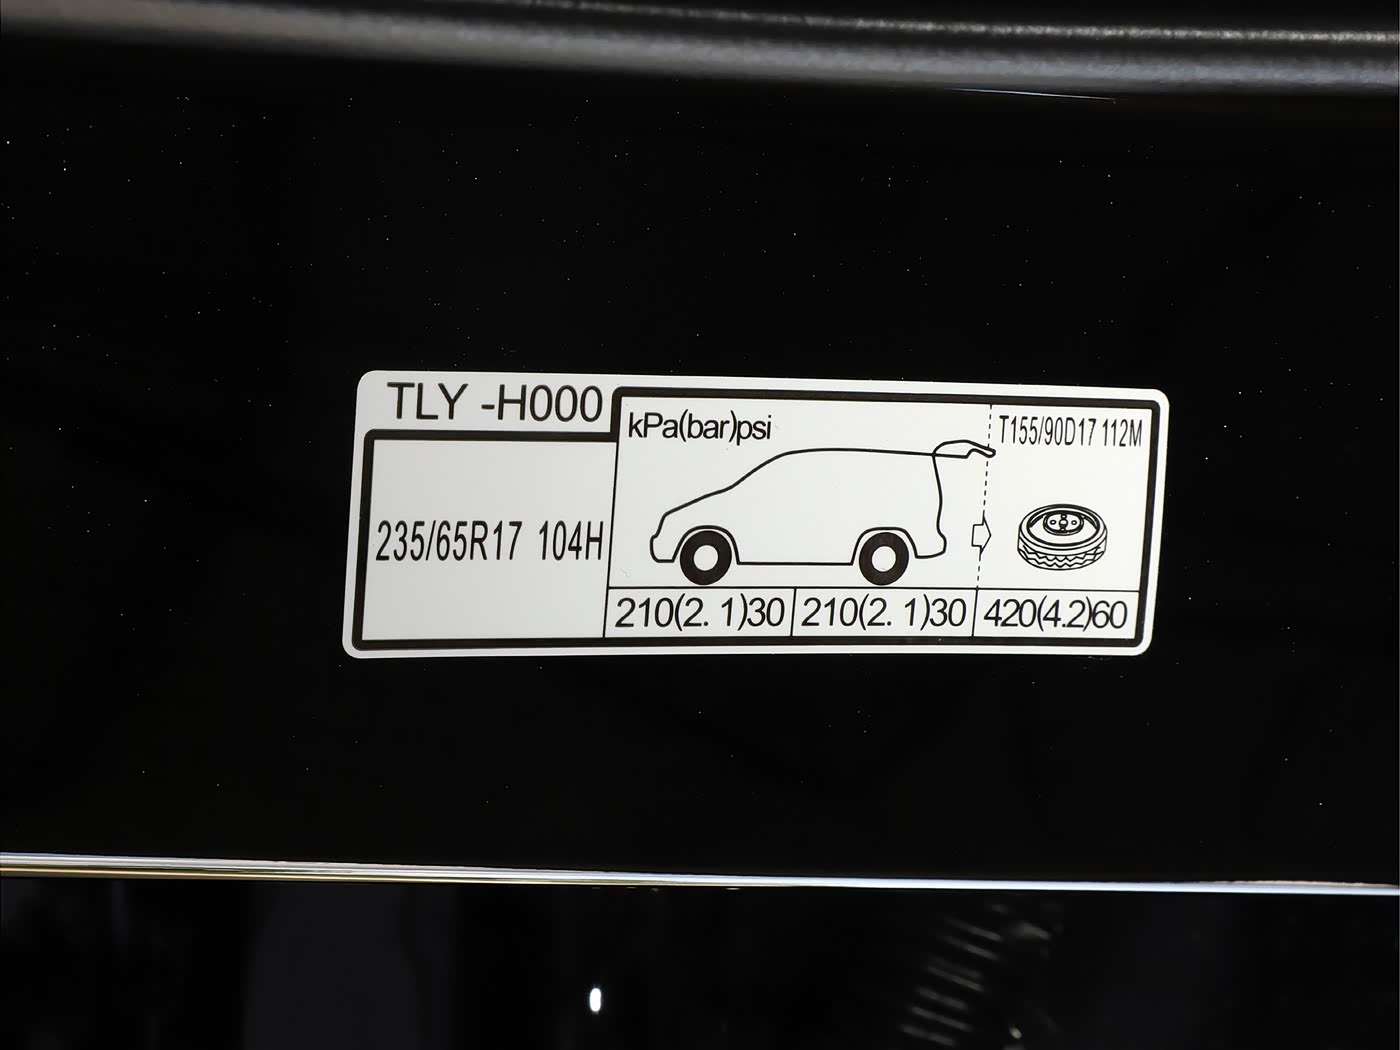 TLY -H000
kPa(bar)psi
T155/90D17 112M
235/65R17 104H
210(2. 1)30
210(2. 1)30
420(4.2)60